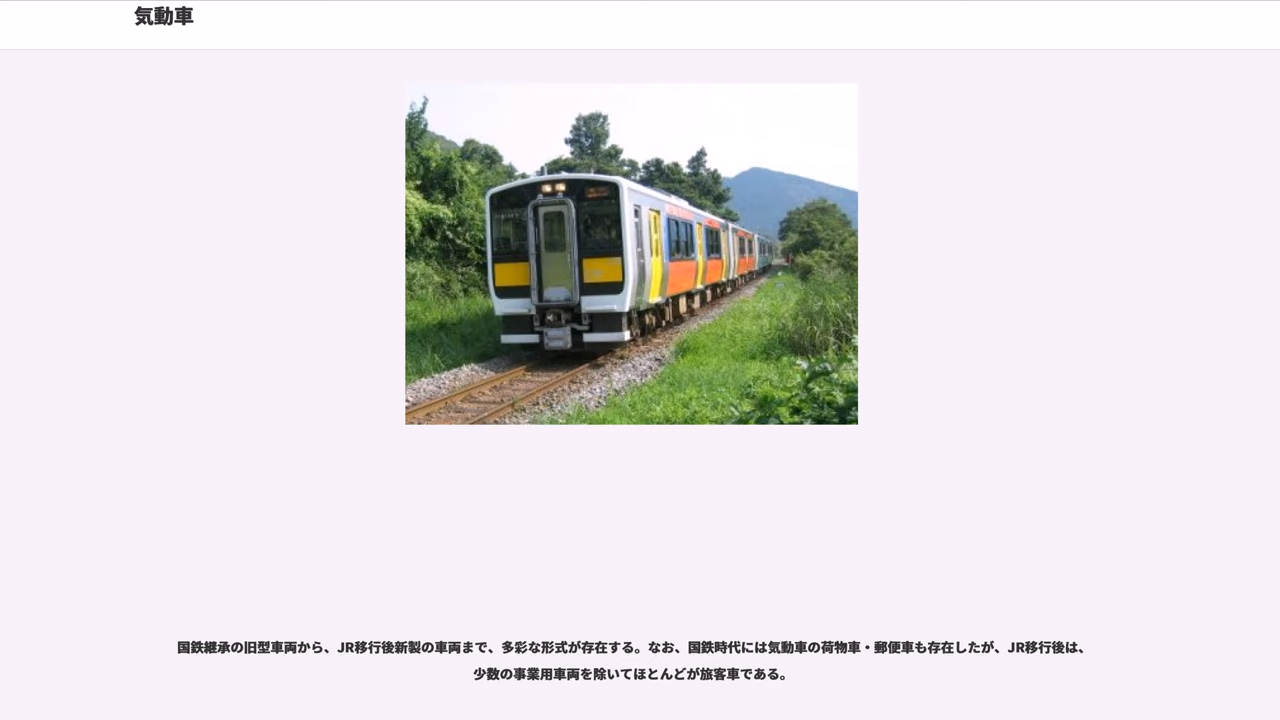 気動車
国鉄継承の旧型車両から、JR移行後新製の車両まで、多彩な形式が存在する。なお、国鉄時代には気動車の荷物車・郵便車も存在したが、JR移行後は、
少数の事業用車両を除いてほとんどが旅客車である。